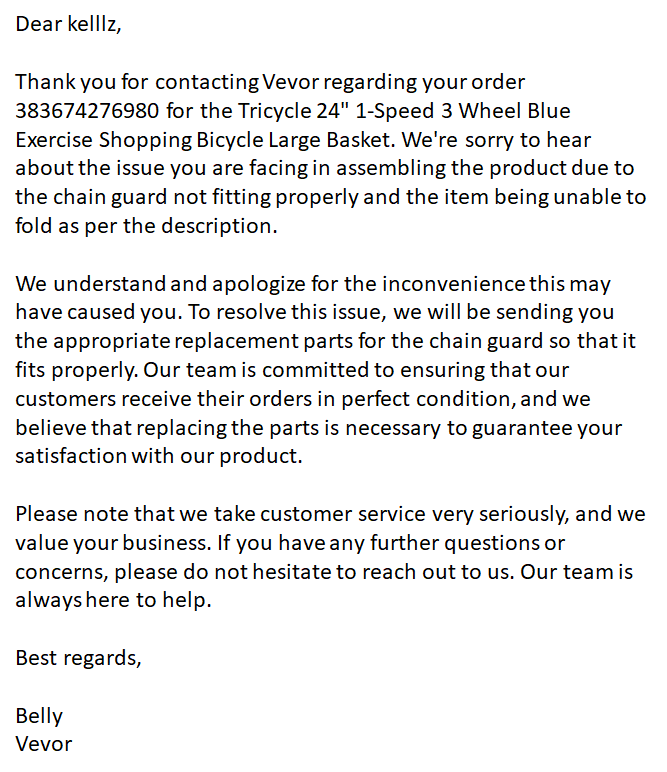 Dear kelllz,
Thank you for contacting Vevor regarding your order
383674276980 for the Tricycle 24" 1-Speed 3 Wheel Blue
Exercise Shopping Bicycle Large Basket. We're sorry to hear
about the issue you are facing in assembling the product due to
the chain guard not fitting properly and the item being unable to
fold as per the description.
We understand and apologize for the inconvenience this may
have caused you. To resolve this issue, we will be sending you
the appropriate replacement parts for the chain guard so that it
fits properly. Our team is committed to ensuring that our
customers receive their orders in perfect condition, and we
believe that replacing the parts is necessary to guarantee your
satisfaction with our product.
Please note that we take customer service very seriously, and we
value your business. If you have any further questions or
concerns, please do not hesitate to reach out to us. Our team is
always here to help.
Best regards,
Belly
Vevor